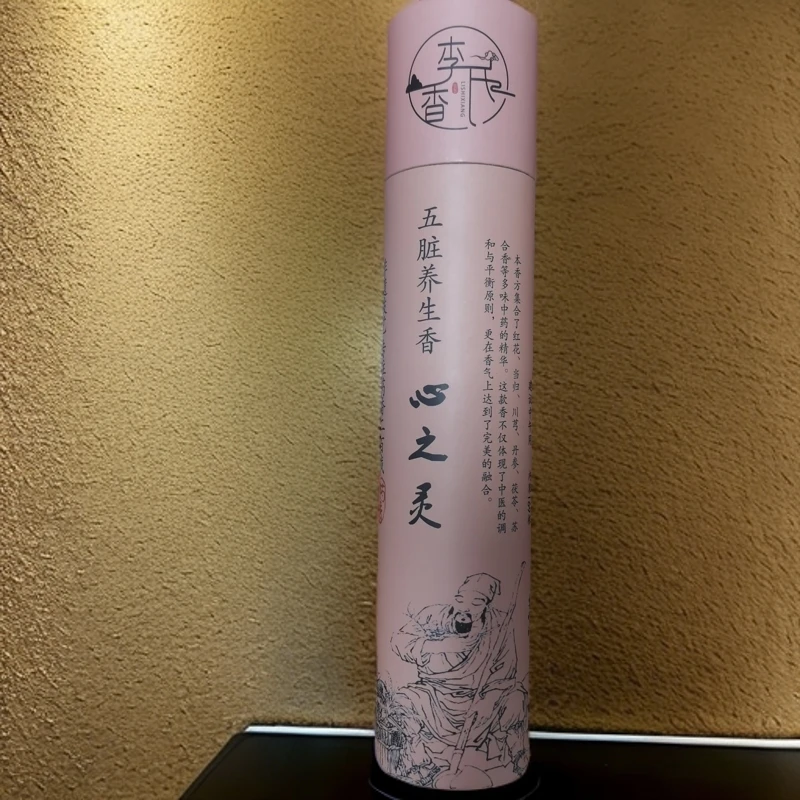 李氏香
LISHIXIANG
五脏养生香
心之灵
本香方集合了红花、当归、川芎、丹参、茯苓、苏
合香等多味中药的精华。这款香不仅体现了中医的调
和与平衡原则，更在香气上达到了完美的融合。